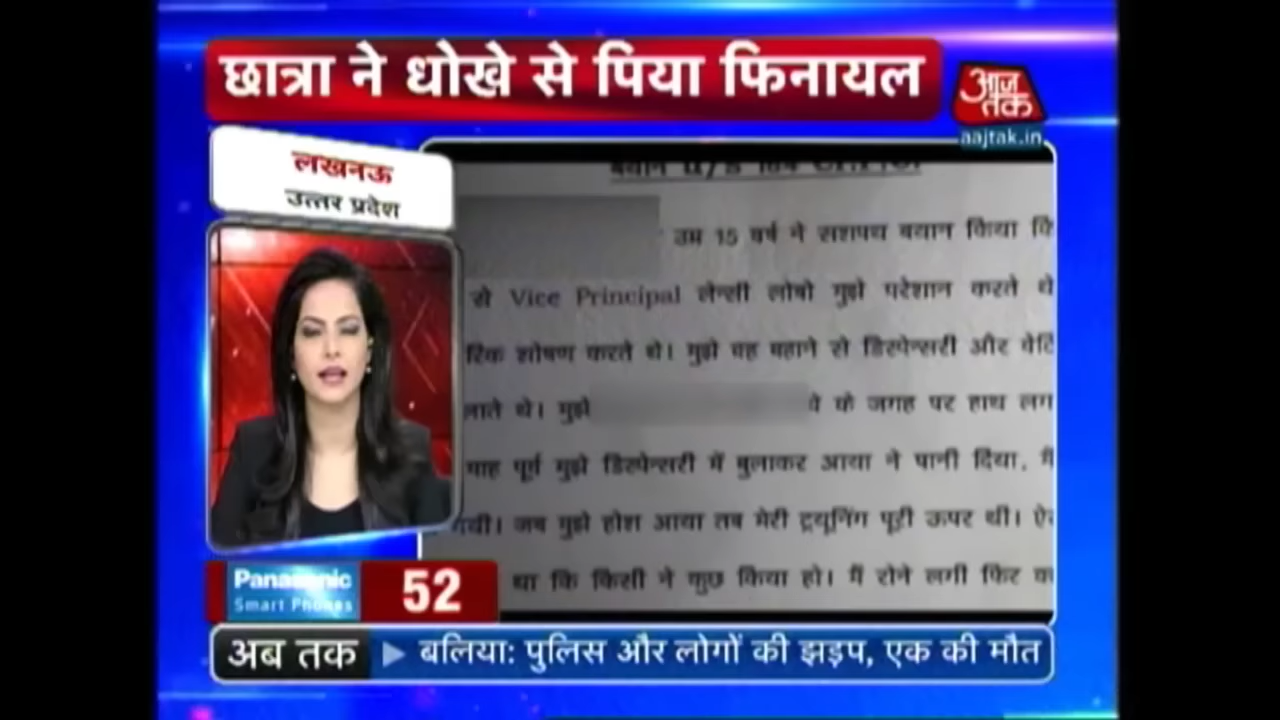 छात्रा ने धोखे से पिया फिनायल
आज तक
aajtak.in
लखनऊ
उत्तर प्रदेश
उम्र 15 वर्ष ने सशपथ बयान किया कि
से Vice Principal लेन्सी लोबो मुझे परेशान करते थे
रिक शोषण करते थे। मुझे वह बहाने से डिस्पेन्सरी और वेटि
लाते थे। मुझे
के जगह पर हाथ लग
माह पूर्व मुझे डिस्पेन्सरी में बुलाकर आया ने पानी दिया, मैं
गयी। जब मुझे होश आया तब मेरी ट्रयूनिंग पूरी ऊपर थी। ऐ
था कि किसी ने कुछ किया हो। मैं रोने लगी फिर
Panasonic
Smart Phones
52
अब तक
बलिया: पुलिस और लोगों की झड़प, एक की मौत